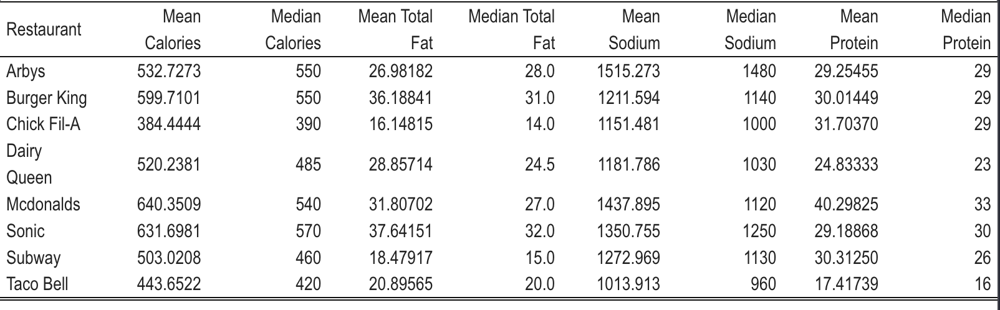 Restaurant Mean Calories Median Calories Mean Total Fat Median Total Fat Mean Sodium Median Sodium Mean Protein Median Protein
Arbys 532.7273 550 26.98182 28.0 1515.273 1480 29.25455 29
Burger King 599.7101 550 36.18841 31.0 1211.594 1140 30.01449 29
Chick Fil-A 384.4444 390 16.14815 14.0 1151.481 1000 31.70370 29
Dairy Queen 520.2381 485 28.85714 24.5 1181.786 1030 24.83333 23
Mcdonalds 640.3509 540 31.80702 27.0 1437.895 1120 40.29825 33
Sonic 631.6981 570 37.64151 32.0 1350.755 1250 29.18868 30
Subway 503.0208 460 18.47917 15.0 1272.969 1130 30.31250 26
Taco Bell 443.6522 420 20.89565 20.0 1013.913 960 17.41739 16